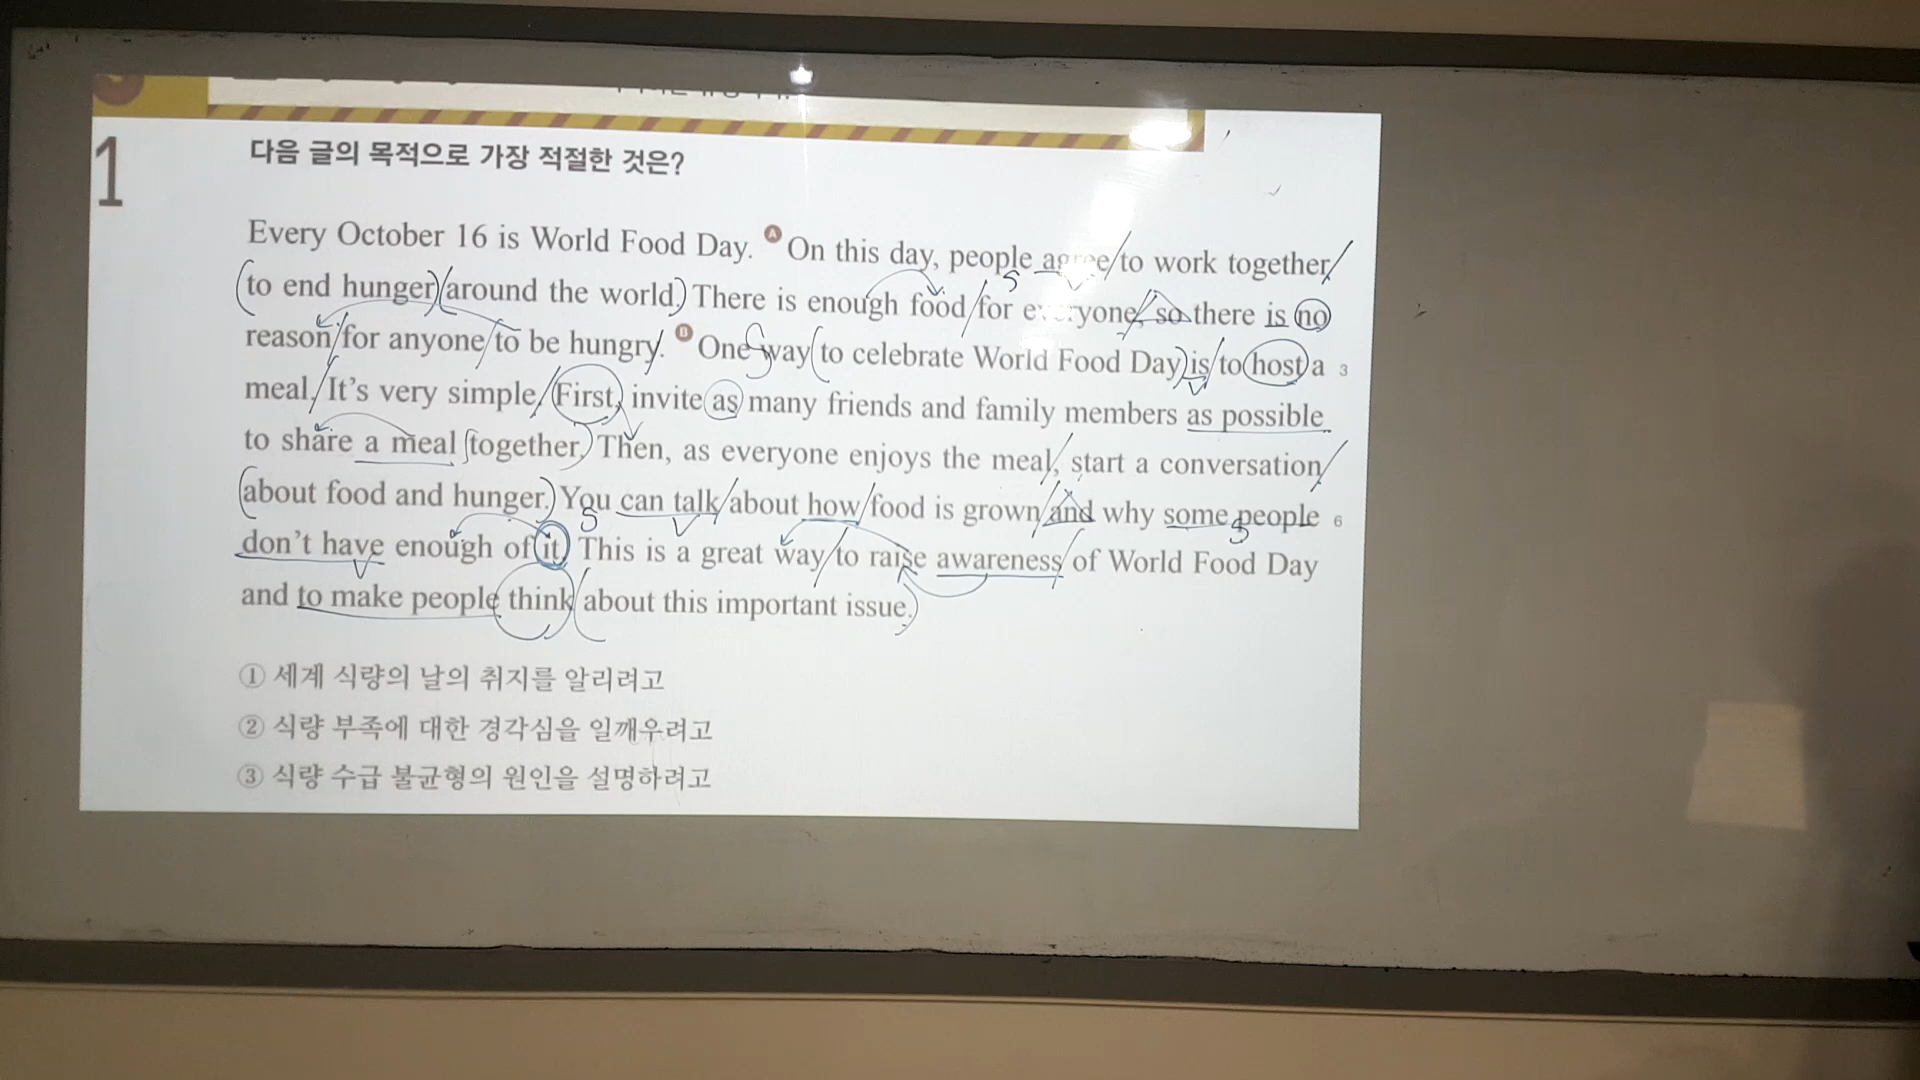 1
다음 글의 목적으로 가장 적절한 것은?
Every October 16 is World Food Day. A On this day, people agree to work together
to end hunger around the world. There is enough food for everyone, so there is no
reason for anyone to be hungry. B One way to celebrate World Food Day is to host a 3
meal. It's very simple. First, invite as many friends and family members as possible
to share a meal together. Then, as everyone enjoys the meal, start a conversation
about food and hunger. You can talk about how food is grown and why some people 6
don't have enough of it. This is a great way to raise awareness of World Food Day
and to make people think about this important issue.
① 세계 식량의 날의 취지를 알리려고
② 식량 부족에 대한 경각심을 일깨우려고
③ 식량 수급 불균형의 원인을 설명하려고